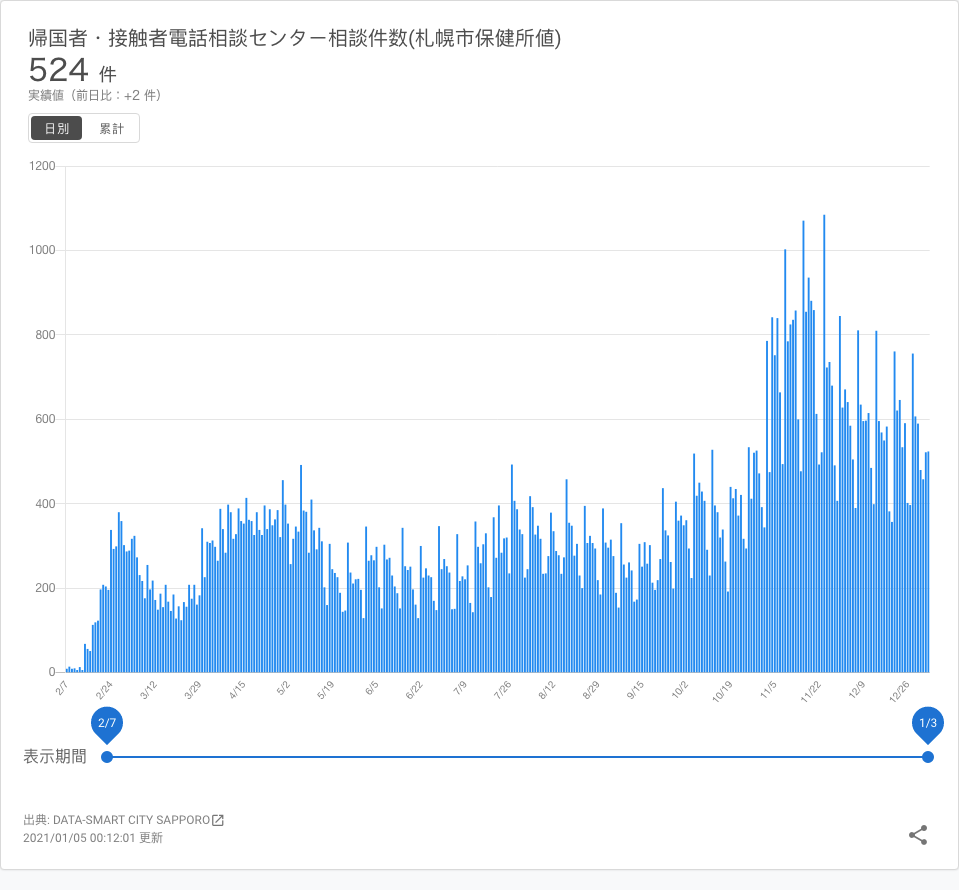 帰国者・接触者電話相談センター相談件数(札幌市保健所値)
524 件
実績値（前日比：+2 件）
日別 累計
1200
1000
800
600
400
200
0
2/7 2/24 3/12 3/29 4/15 5/2 5/19 6/5 6/22 7/9 7/26 8/12 8/29 9/15 10/2 10/19 11/5 11/22 12/9 12/26
2/7 1/3
表示期間
出典: DATA-SMART CITY SAPPORO
2021/01/05 00:12:01 更新